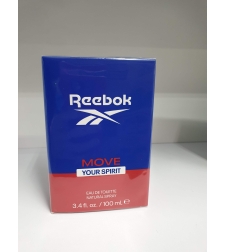 Reebok
MOVE
YOUR SPIRIT
EAU DE TOILETTE
NATURAL SPRAY
3.4 fl. oz. / 100 ml ℮